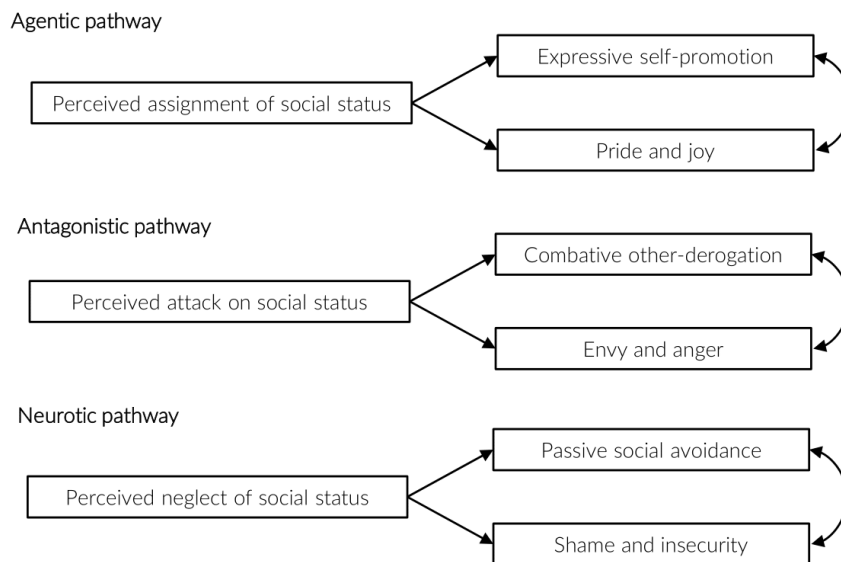 Agentic pathway
Expressive self-promotion
Perceived assignment of social status
Pride and joy
Antagonistic pathway
Combative other-derogation
Perceived attack on social status
Envy and anger
Neurotic pathway
Passive social avoidance
Perceived neglect of social status
Shame and insecurity